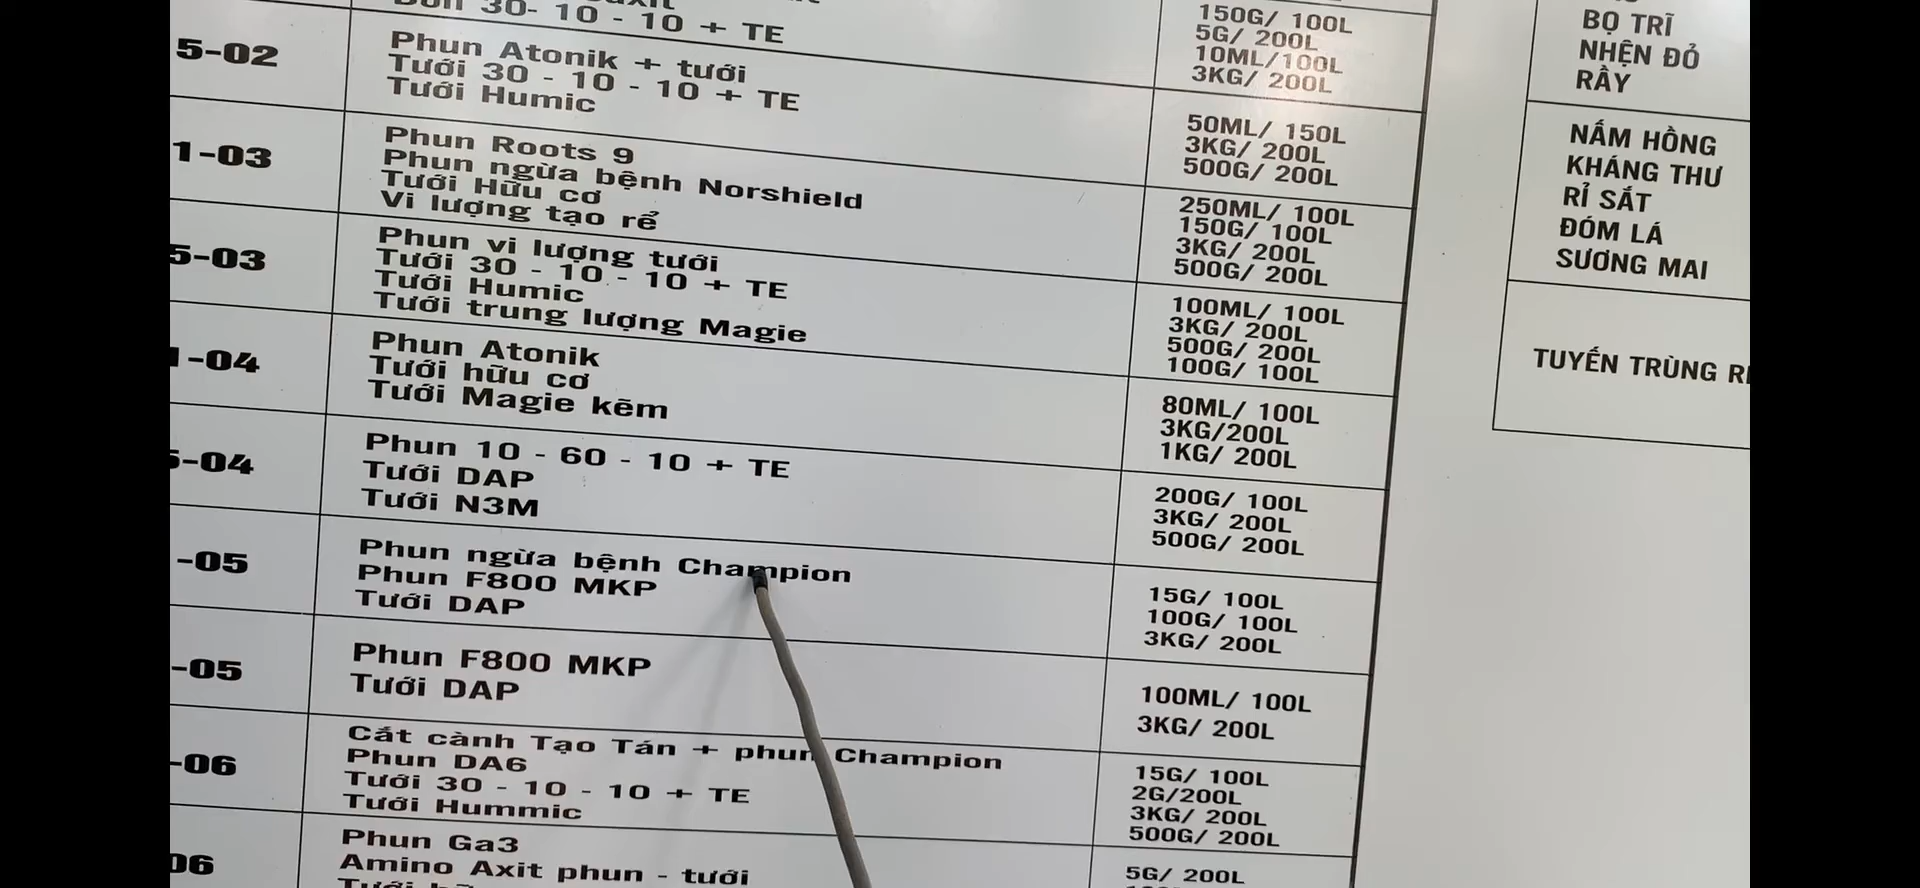 30- 10 - 10 + TE
150G/ 100L
5G/ 200L
5-02
Phun Atonik + tưới
Tưới 30 - 10 - 10 + TE
Tưới Humic
10ML/100L
3KG/ 200L
50ML/ 150L
3KG/ 200L
500G/ 200L
1-03
Phun Roots 9
Phun ngừa bệnh Norshield
Tưới Hữu cơ
Vi lượng tạo rể
250ML/ 100L
150G/ 100L
3KG/ 200L
500G/ 200L
5-03
Phun vi lượng tưới
Tưới 30 - 10 - 10 + TE
Tưới Humic
Tưới trung lượng Magie
100ML/ 100L
3KG/ 200L
500G/ 200L
100G/ 100L
1-04
Phun Atonik
Tưới hữu cơ
Tưới Magie kẽm
80ML/ 100L
3KG/200L
1KG/ 200L
5-04
Phun 10 - 60 - 10 + TE
Tưới DAP
Tưới N3M
200G/ 100L
3KG/ 200L
500G/ 200L
-05
Phun ngừa bệnh Champion
Phun F800 MKP
Tưới DAP
15G/ 100L
100G/ 100L
3KG/ 200L
-05
Phun F800 MKP
Tưới DAP
100ML/ 100L
3KG/ 200L
-06
Cắt cành Tạo Tán + phun Champion
Phun DA6
Tưới 30 - 10 - 10 + TE
Tưới Hummic
15G/ 100L
2G/200L
3KG/ 200L
500G/ 200L
06
Phun Ga3
Amino Axit phun - tưới
5G/ 200L
BỌ TRĨ
NHỆN ĐỎ
RẦY
NẤM HỒNG
KHÁNG THƯ
RỈ SẮT
ĐÓM LÁ
SƯƠNG MAI
TUYẾN TRÙNG